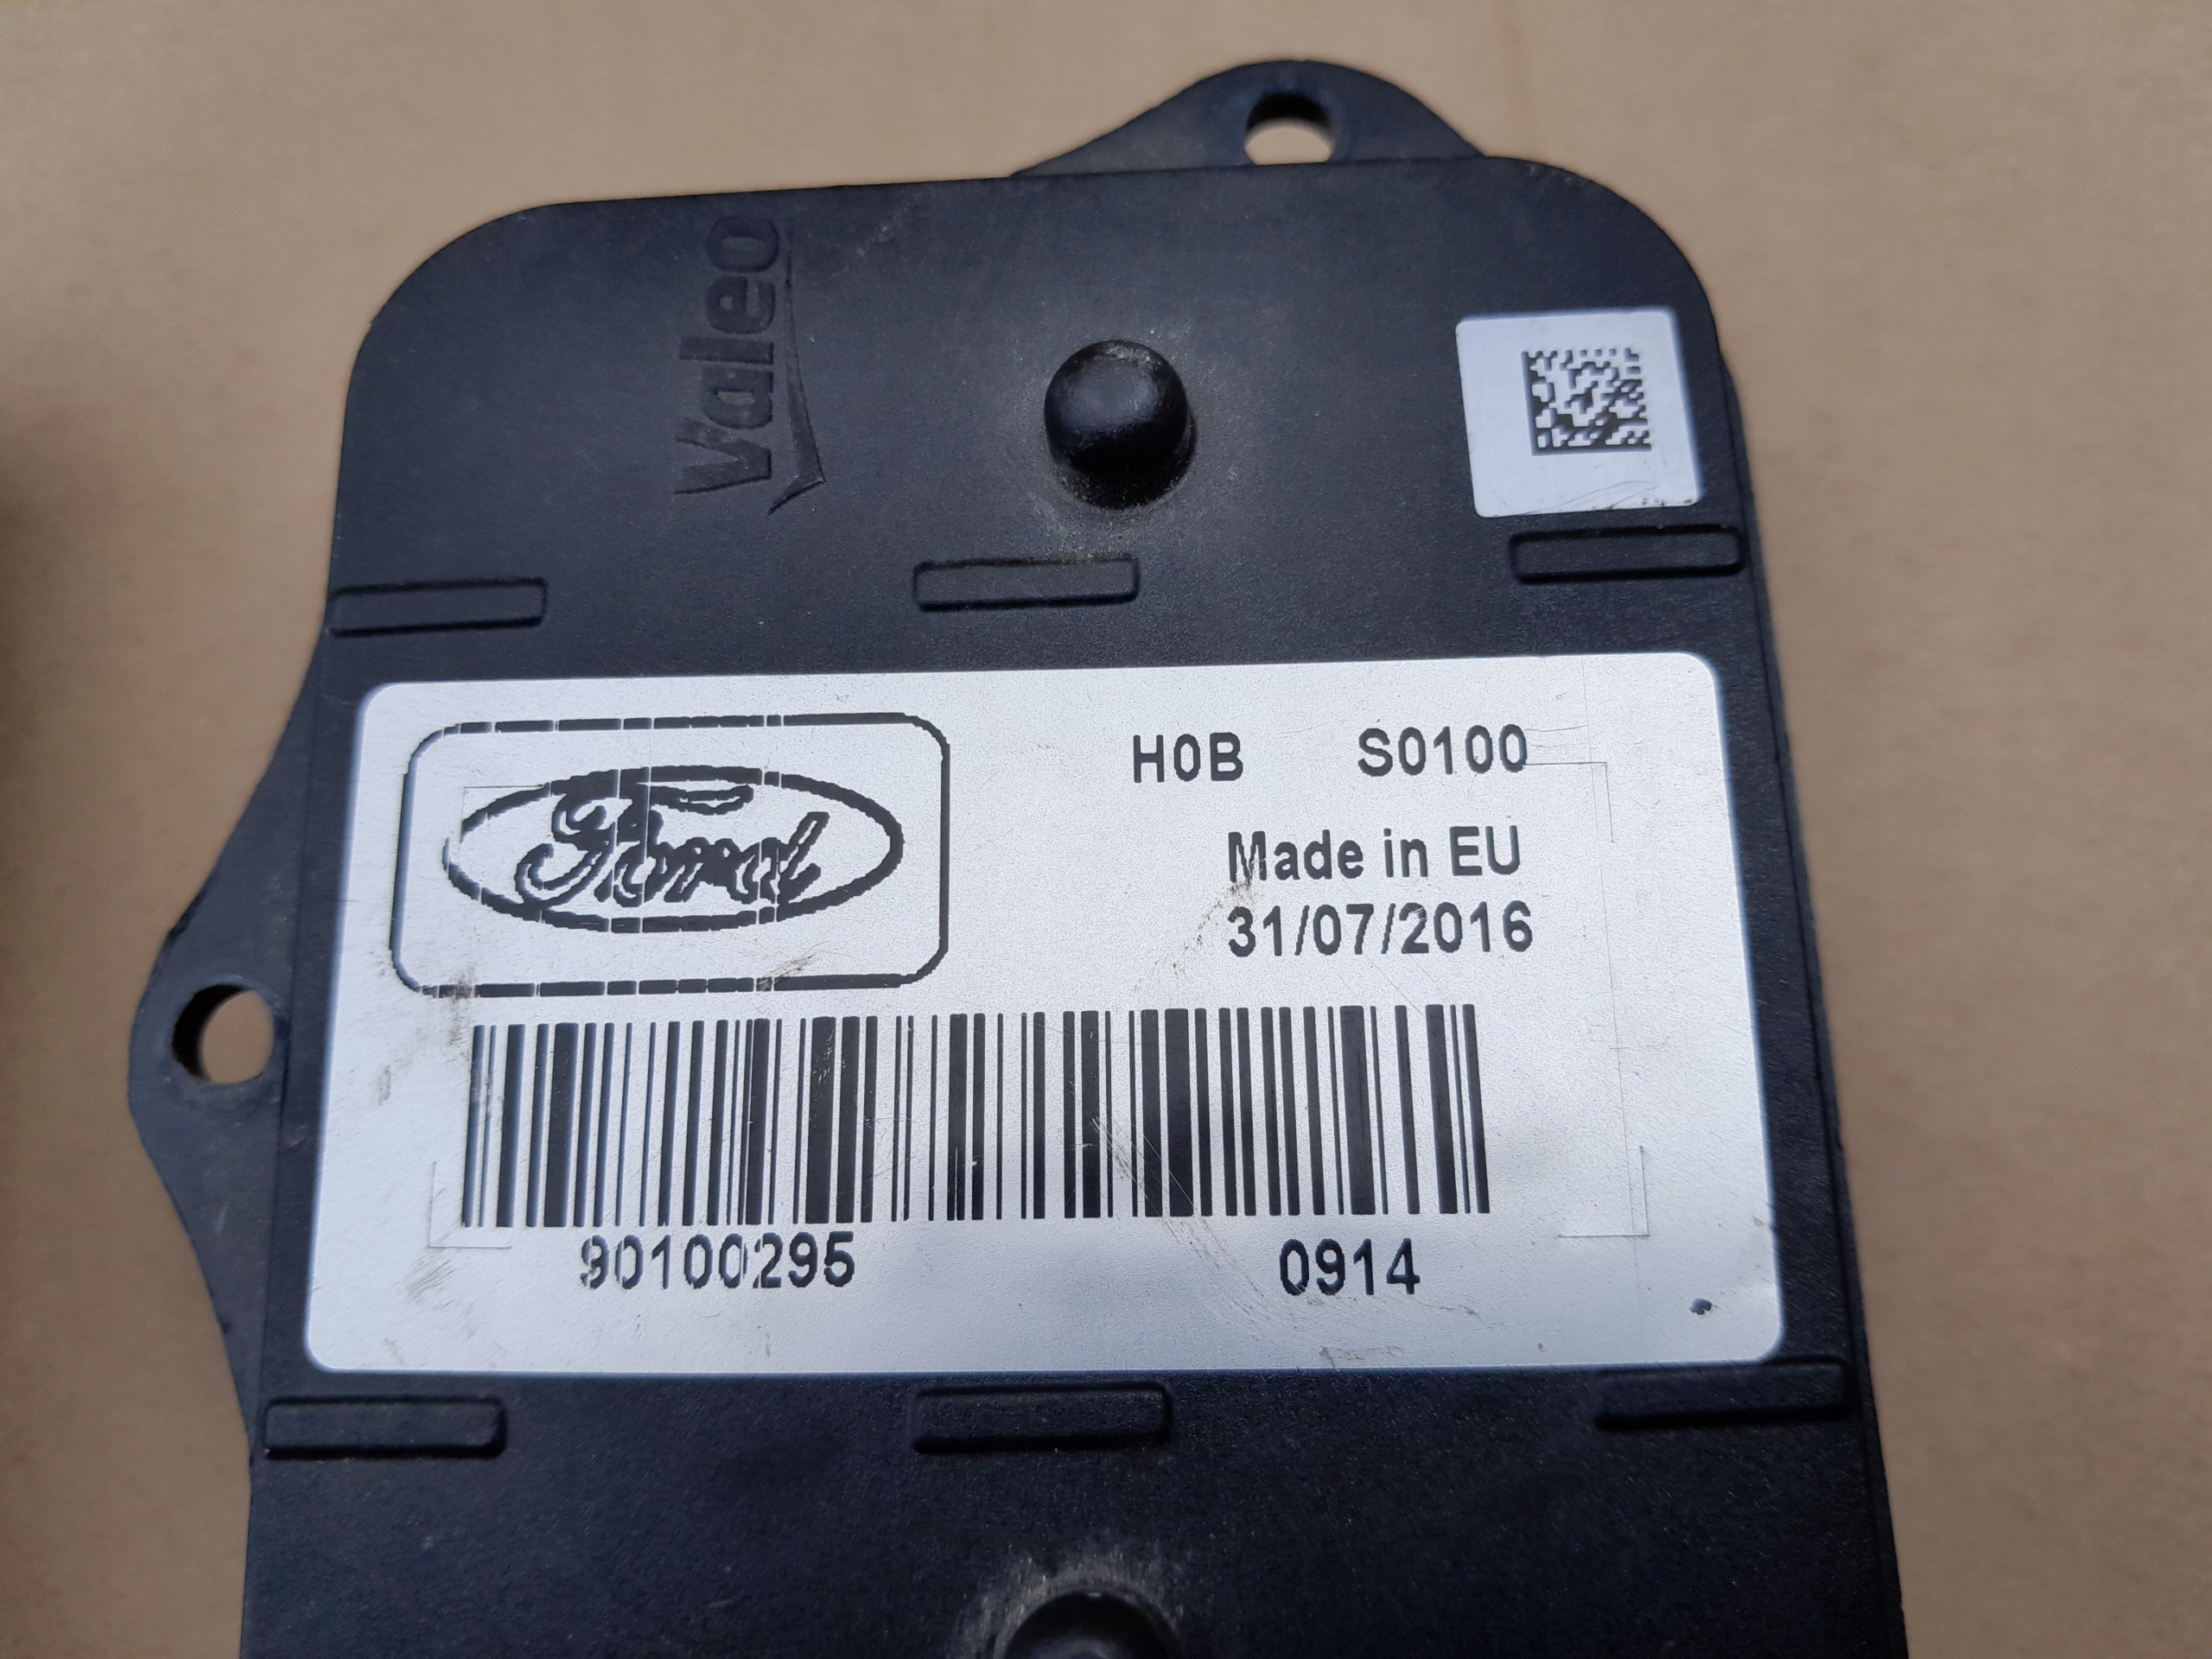 Valeo
Ford
H0B S0100
Made in EU
31/07/2016
90100295 0914